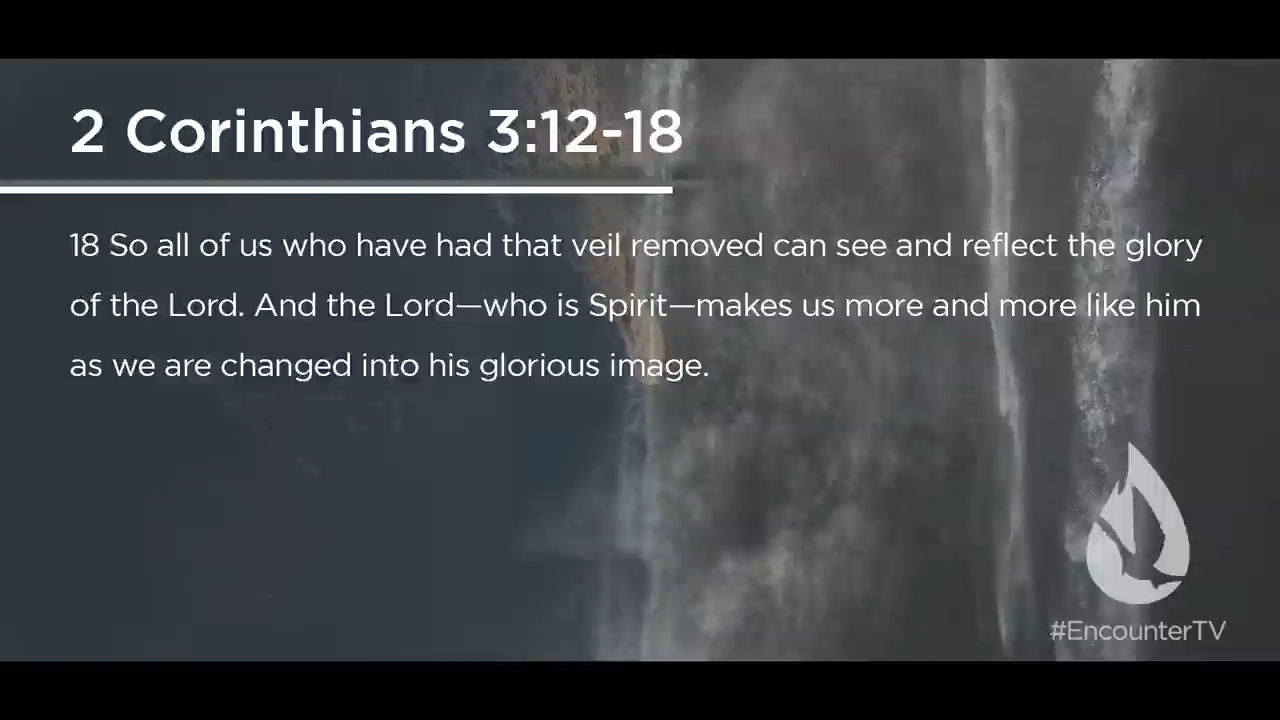 2 Corinthians 3:12-18
18 So all of us who have had that veil removed can see and reflect the glory
of the Lord. And the Lord—who is Spirit—makes us more and more like him
as we are changed into his glorious image.
#EncounterTV